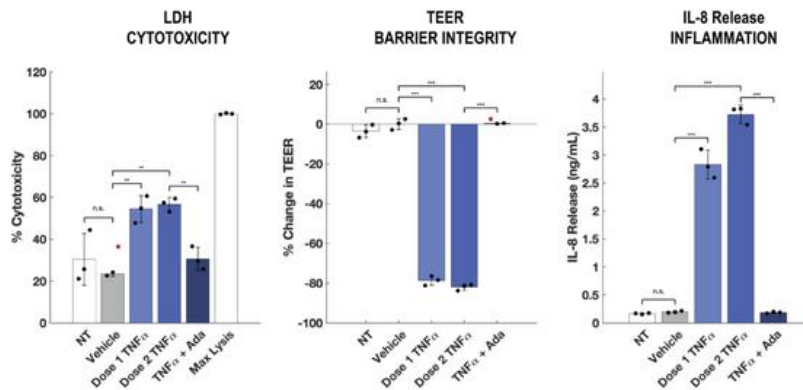 LDH
CYTOTOXICITY
% Cytotoxicity
120
100
80
60
40
20
0
n.s.
**
**
**
NT
Vehicle
Dose 1 TNFα
Dose 2 TNFα
TNFα + Ada
Max Lysis
TEER
BARRIER INTEGRITY
% Change in TEER
20
0
-20
-40
-60
-80
-100
n.s.
***
***
***
NT
Vehicle
Dose 1 TNFα
Dose 2 TNFα
TNFα + Ada
IL-8 Release
INFLAMMATION
IL-8 Release (ng/mL)
4
3.5
3
2.5
2
1.5
1
0.5
0
n.s.
***
***
***
NT
Vehicle
Dose 1 TNFα
Dose 2 TNFα
TNFα + Ada